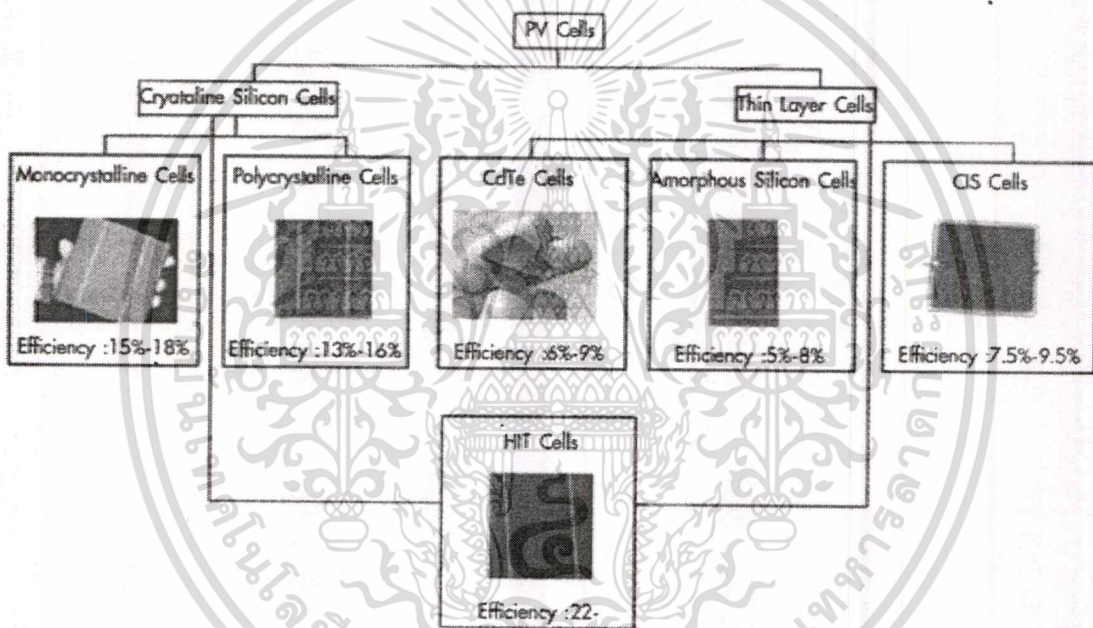 PV Cells
Cryataline Silicon Cells
Thin Layer Cells
Monocrystalline Cells
Polycrystalline Cells
CdTe Cells
Amorphous Silicon Cells
CIS Cells
Efficiency :15%-18%
Efficiency :13%-16%
Efficiency :6%-9%
Efficiency :5%-8%
Efficiency :7.5%-9.5%
HIT Cells
Efficiency :22-